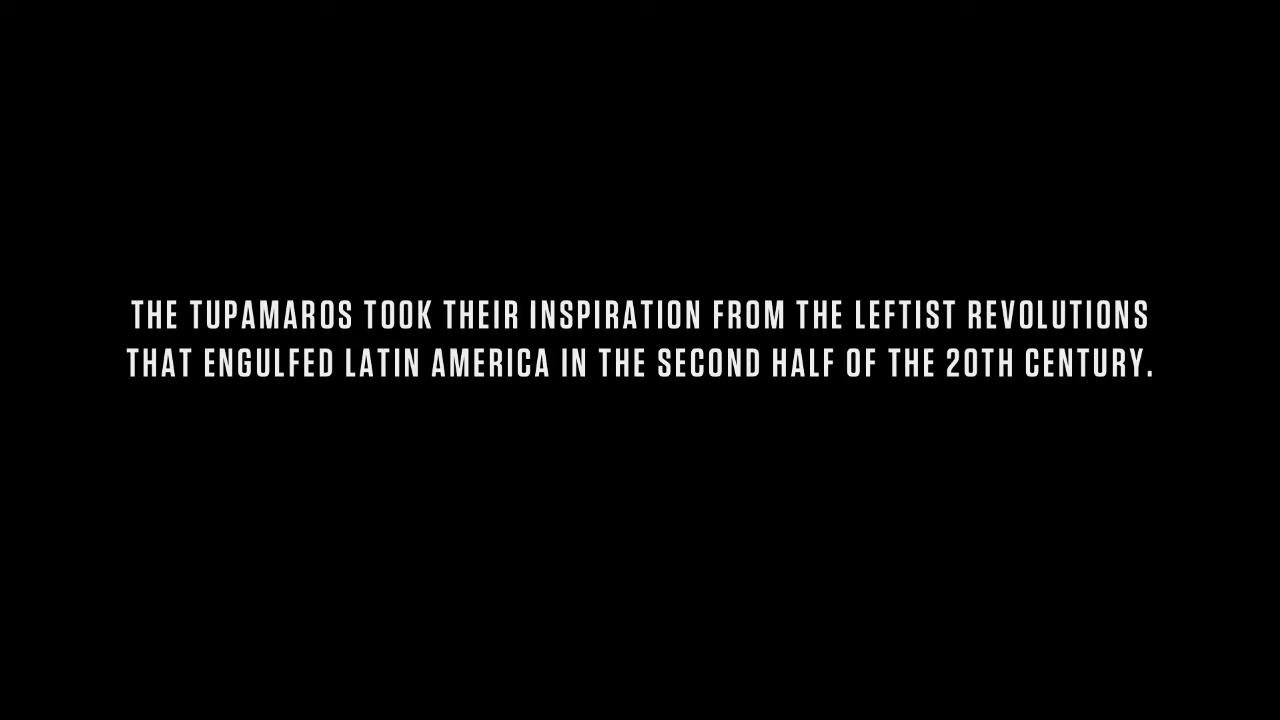 THE TUPAMAROS TOOK THEIR INSPIRATION FROM THE LEFTIST REVOLUTIONS
THAT ENGULFED LATIN AMERICA IN THE SECOND HALF OF THE 20TH CENTURY.